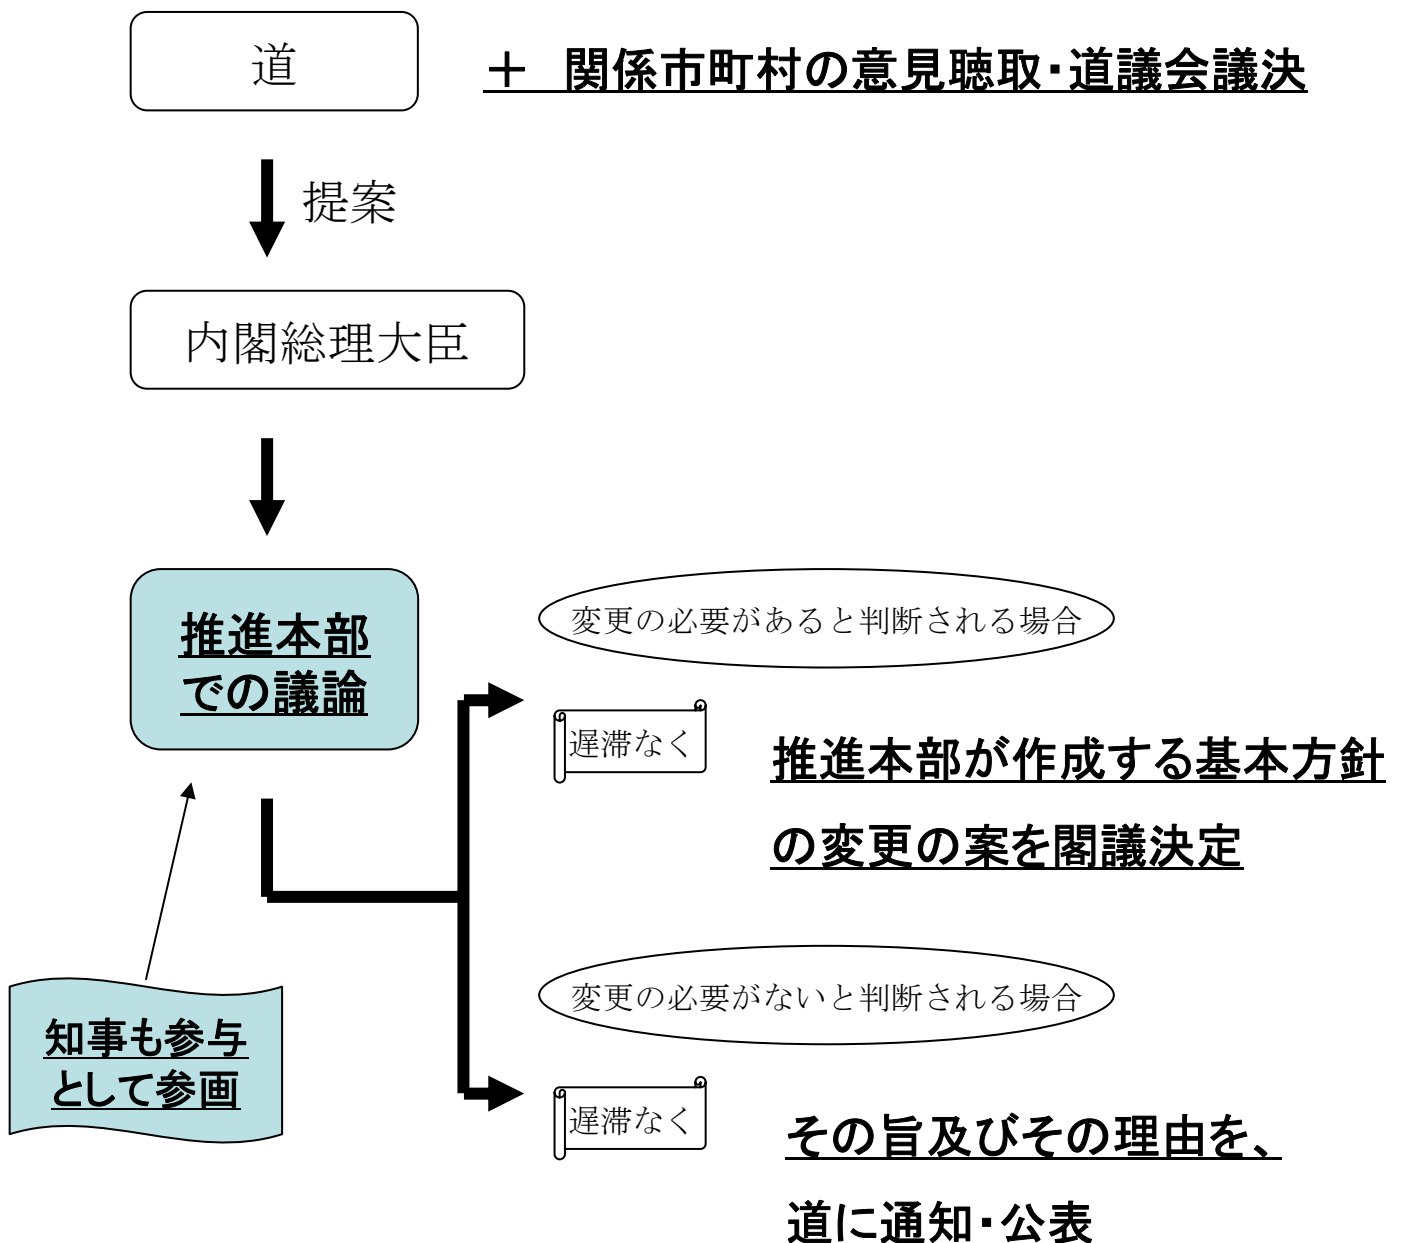 道
＋　関係市町村の意見聴取・道議会議決
提案
内閣総理大臣
推進本部
での議論
変更の必要があると判断される場合
遅滞なく
推進本部が作成する基本方針
の変更の案を閣議決定
知事も参与
として参画
変更の必要がないと判断される場合
遅滞なく
その旨及びその理由を、
道に通知・公表